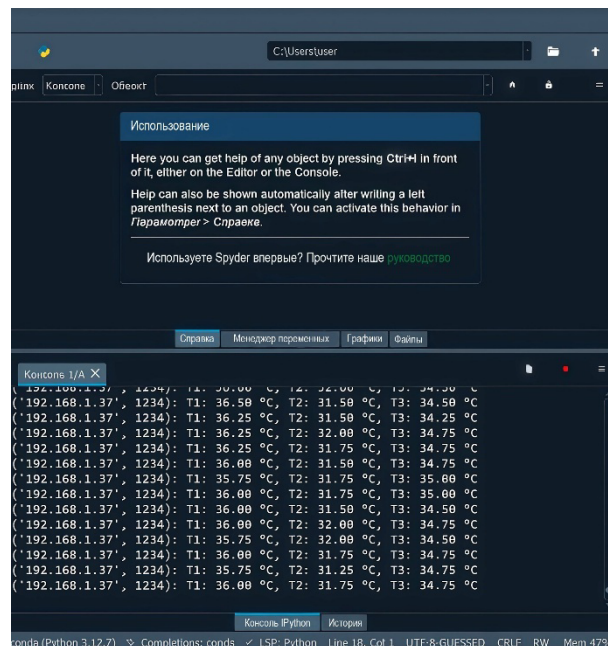 C:\Users\user
Консоле Обеокт
Использование
Here you can get help of any object by pressing Ctrl+I in front
of it, either on the Editor or the Console.
Heip can also be shown automatically alter writing a lelt
parenthesis next to an object. You can activate this behavior in
Парамотрег > Справке.
Используете Spyder впервые? Прочтите наше руководство
Справка Менеджер переменных Графики Файлы
Консопь 1/A X
('192.168.1.37', 1234): T1: 36.50 °C, T2: 31.50 °C, T3: 34.50 °C
('192.168.1.37', 1234): T1: 36.25 °C, T2: 31.50 °C, T3: 34.25 °C
('192.168.1.37', 1234): T1: 36.25 °C, T2: 32.00 °C, T3: 34.75 °C
('192.168.1.37', 1234): T1: 36.25 °C, T2: 31.75 °C, T3: 34.75 °C
('192.168.1.37', 1234): T1: 36.00 °C, T2: 31.50 °C, T3: 34.75 °C
('192.168.1.37', 1234): T1: 35.75 °C, T2: 31.75 °C, T3: 35.00 °C
('192.168.1.37', 1234): T1: 36.00 °C, T2: 31.75 °C, T3: 35.00 °C
('192.168.1.37', 1234): T1: 36.00 °C, T2: 31.50 °C, T3: 34.50 °C
('192.168.1.37', 1234): T1: 36.00 °C, T2: 32.00 °C, T3: 34.75 °C
('192.168.1.37', 1234): T1: 35.75 °C, T2: 32.00 °C, T3: 34.50 °C
('192.168.1.37', 1234): T1: 36.00 °C, T2: 31.75 °C, T3: 34.75 °C
('192.168.1.37', 1234): T1: 35.75 °C, T2: 31.25 °C, T3: 34.75 °C
('192.168.1.37', 1234): T1: 36.00 °C, T2: 31.75 °C, T3: 34.75 °C
Консоль IPython История
conda (Python 3.12.7) Completions: conds ✓ LSP: Python Line 18, Col 1 UTF-8-GUESSED CRLF RW Mem 479